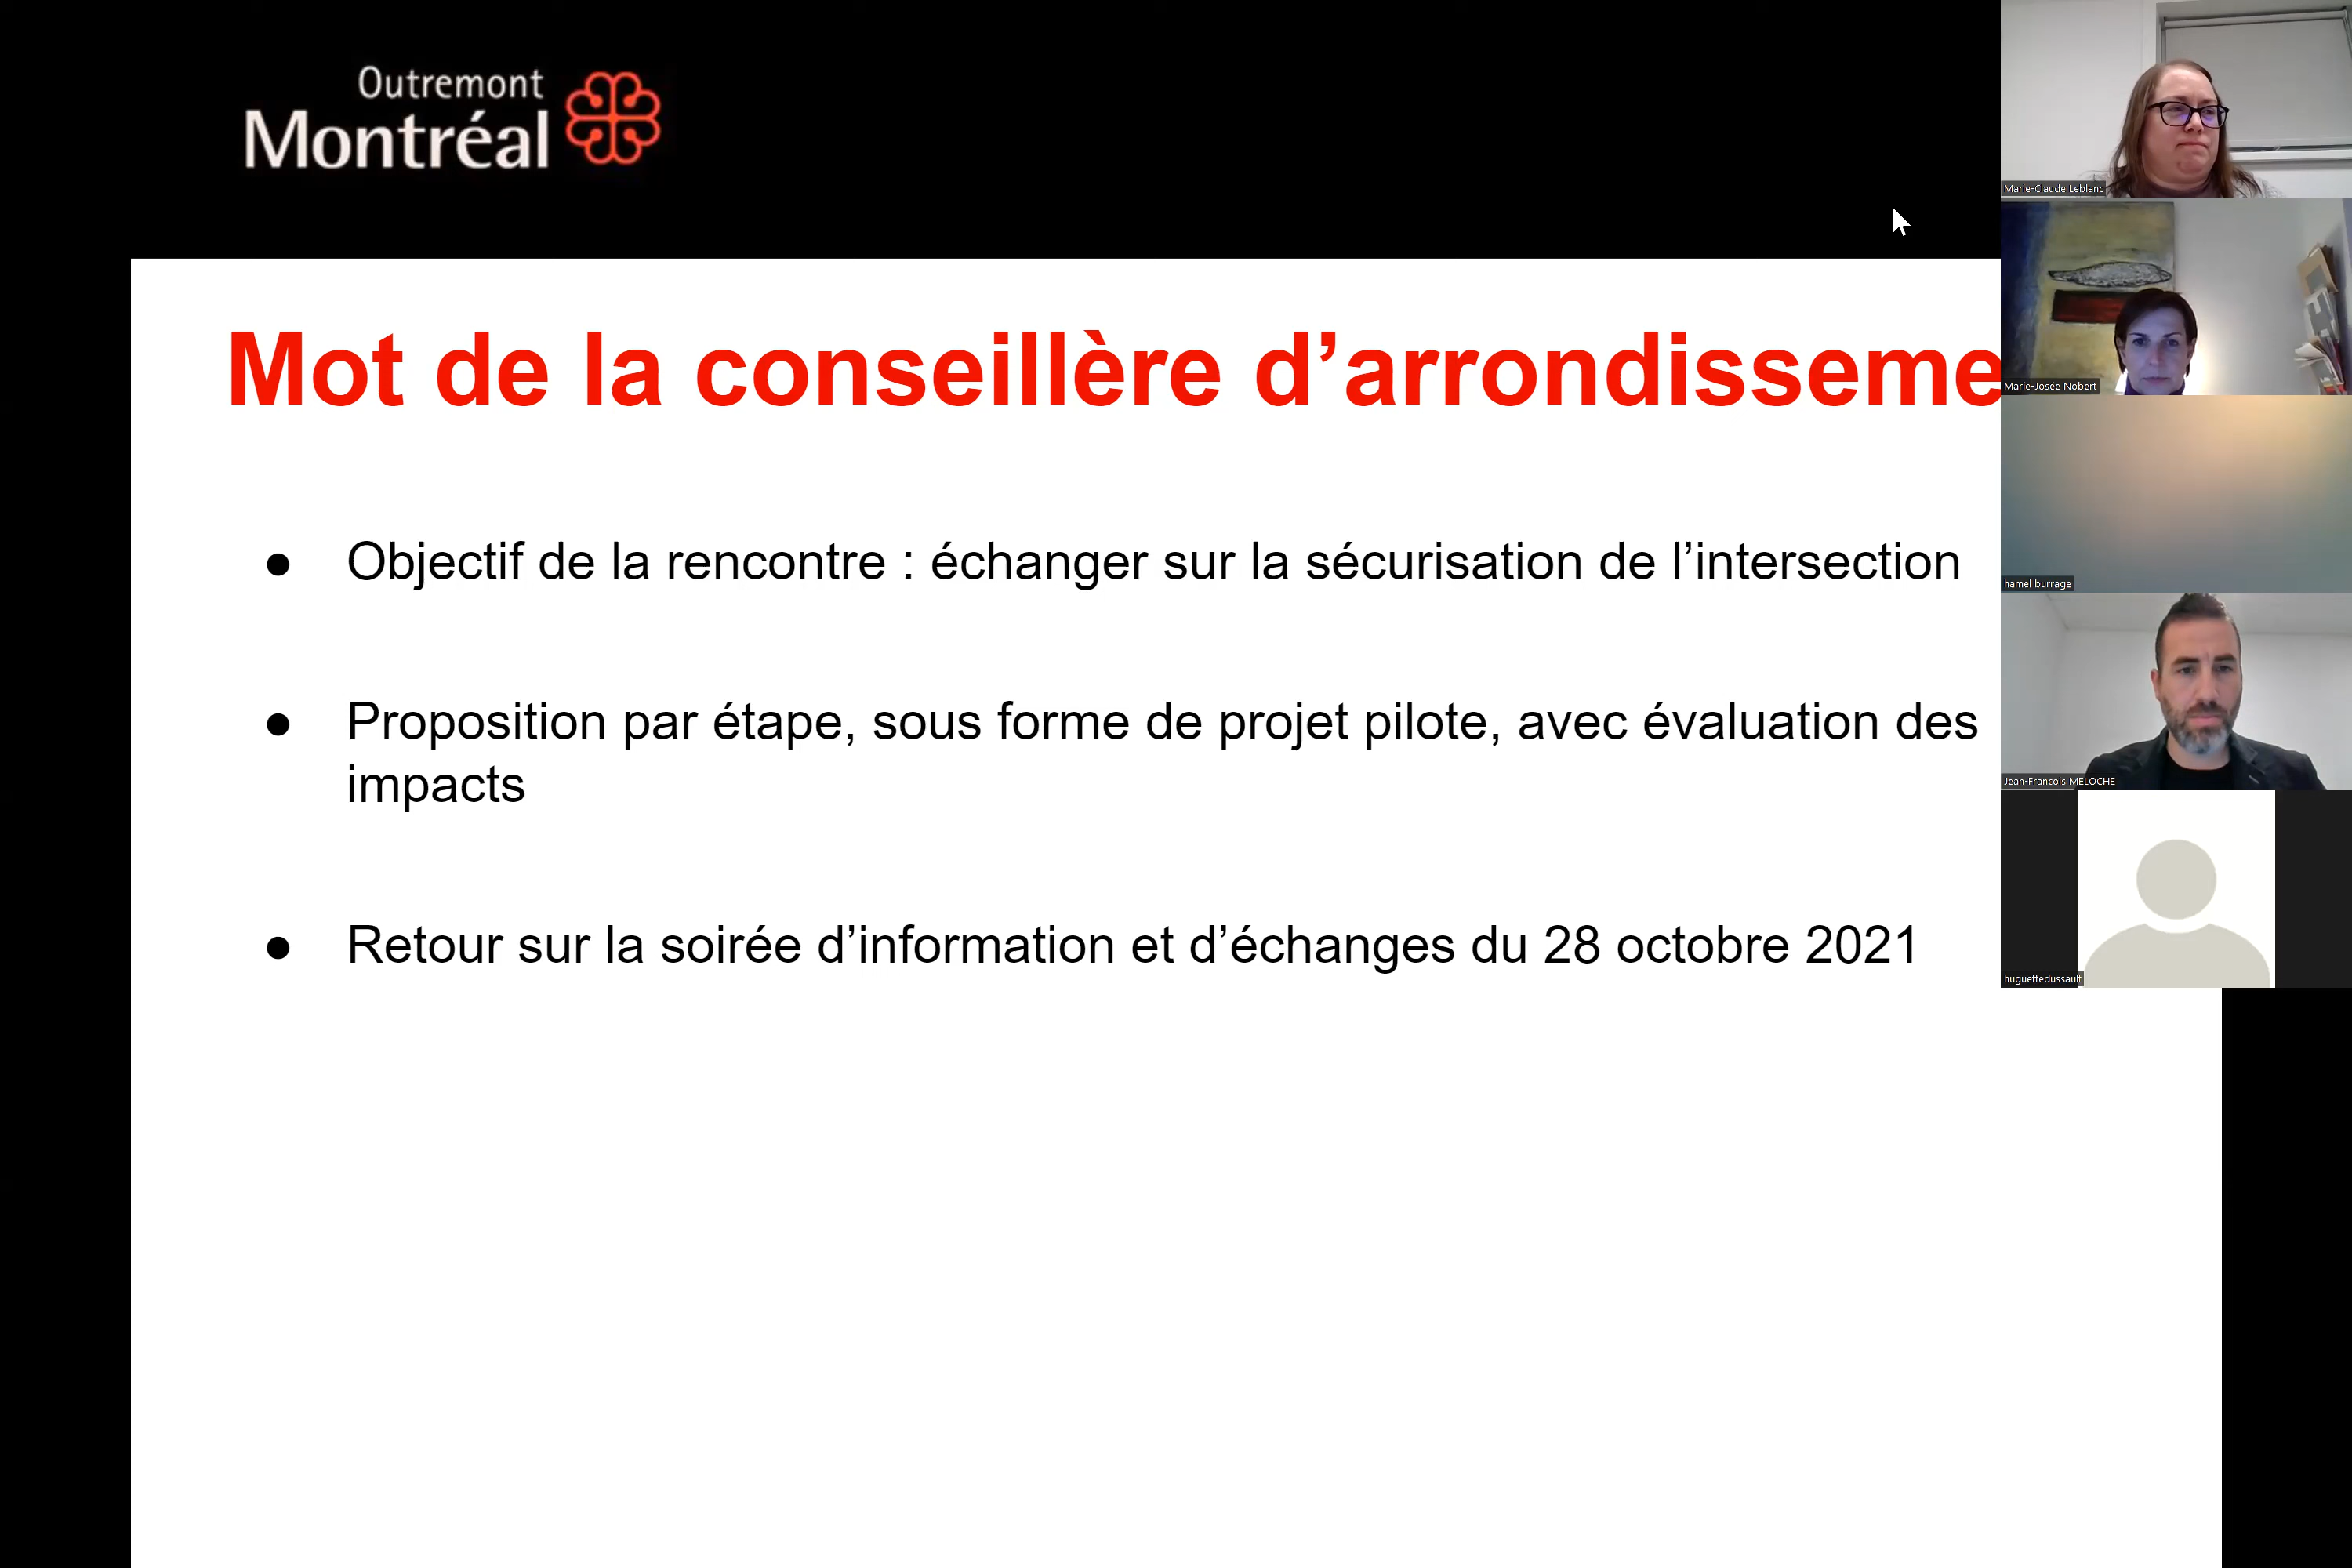 Outremont
Montréal
Mot de la conseillère d’arrondisseme
● Objectif de la rencontre : échanger sur la sécurisation de l’intersection
● Proposition par étape, sous forme de projet pilote, avec évaluation des
impacts
● Retour sur la soirée d’information et d’échanges du 28 octobre 2021
Marie-Claude Leblanc
Marie-Josée Nobert
hamel burrage
Jean-Francois MELOCHE
huguettedussault